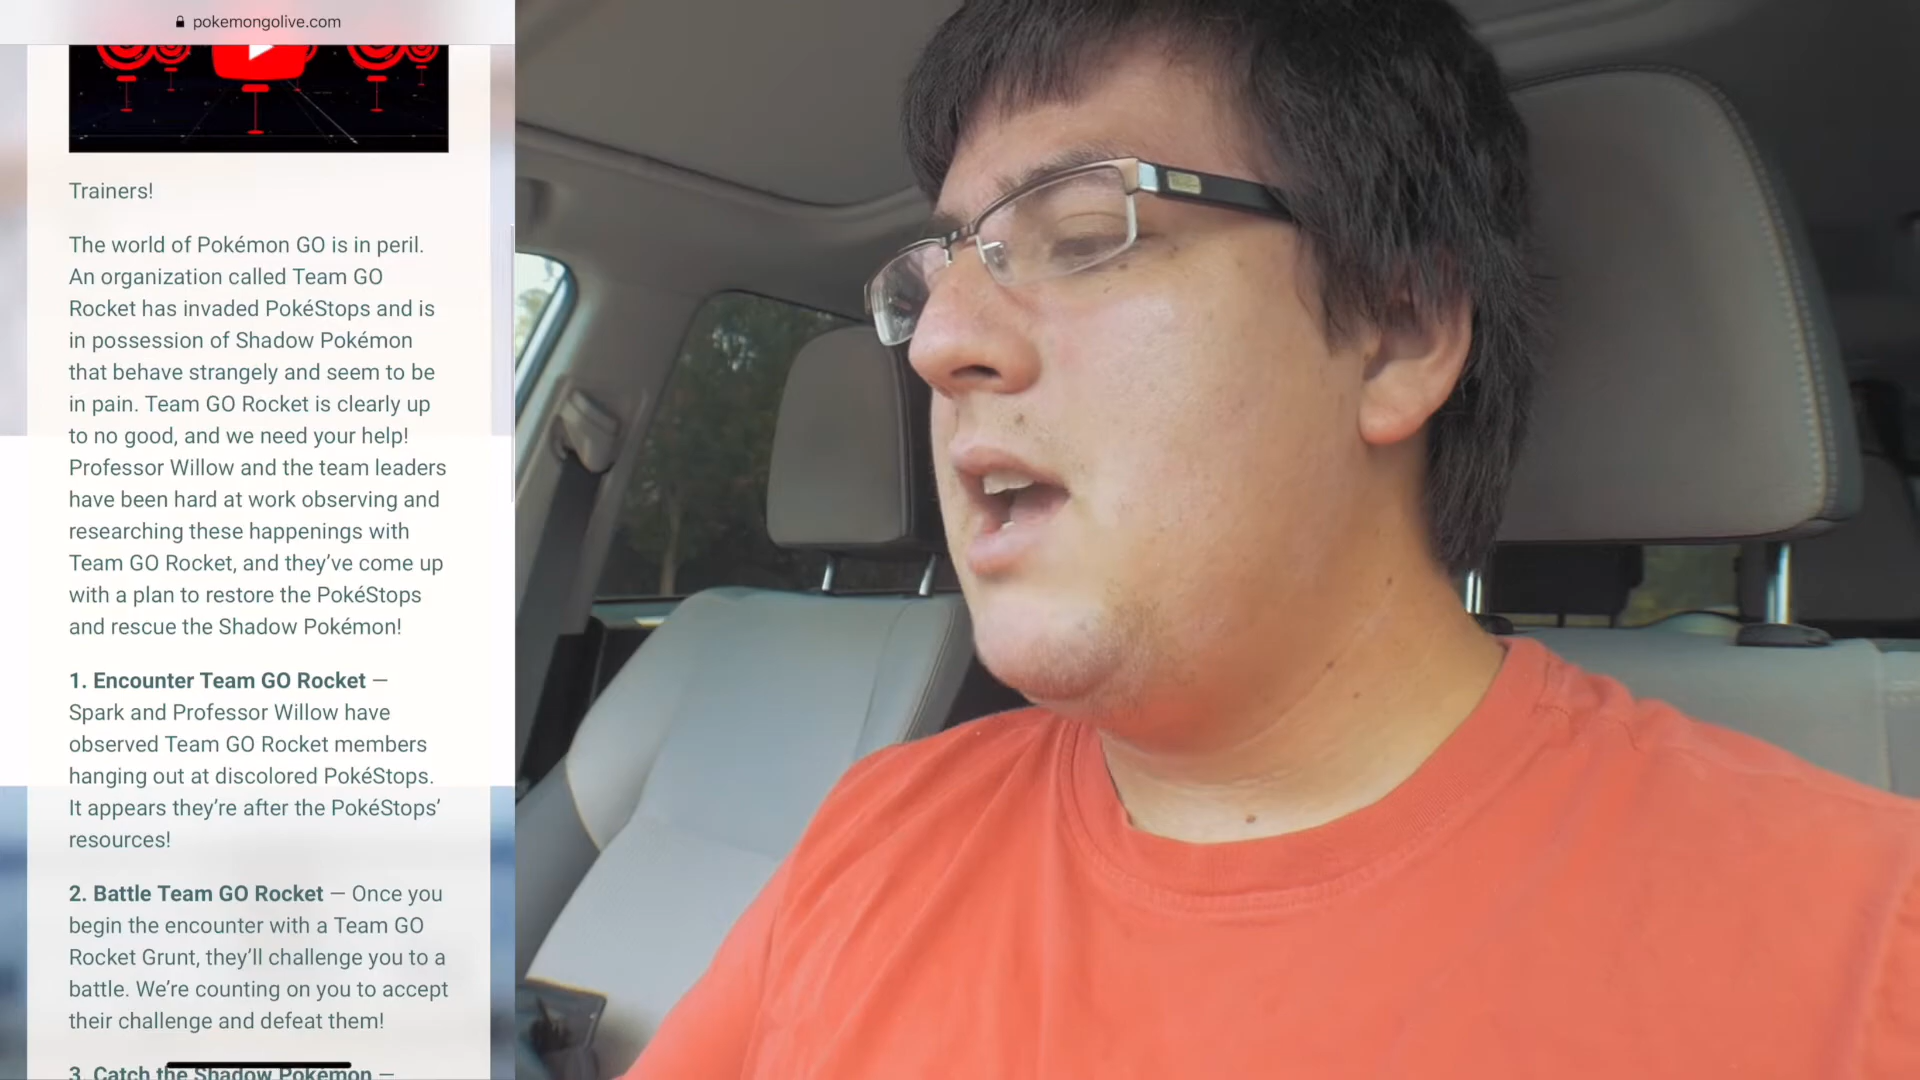 pokemongolive.com
Trainers!
The world of Pokémon GO is in peril.
An organization called Team GO
Rocket has invaded PokéStops and is
in possession of Shadow Pokémon
that behave strangely and seem to be
in pain. Team GO Rocket is clearly up
to no good, and we need your help!
Professor Willow and the team leaders
have been hard at work observing and
researching these happenings with
Team GO Rocket, and they’ve come up
with a plan to restore the PokéStops
and rescue the Shadow Pokémon!
1. Encounter Team GO Rocket —
Spark and Professor Willow have
observed Team GO Rocket members
hanging out at discolored PokéStops.
It appears they’re after the PokéStops’
resources!
2. Battle Team GO Rocket — Once you
begin the encounter with a Team GO
Rocket Grunt, they’ll challenge you to a
battle. We’re counting on you to accept
their challenge and defeat them!
3. Catch the Shadow Pokémon —